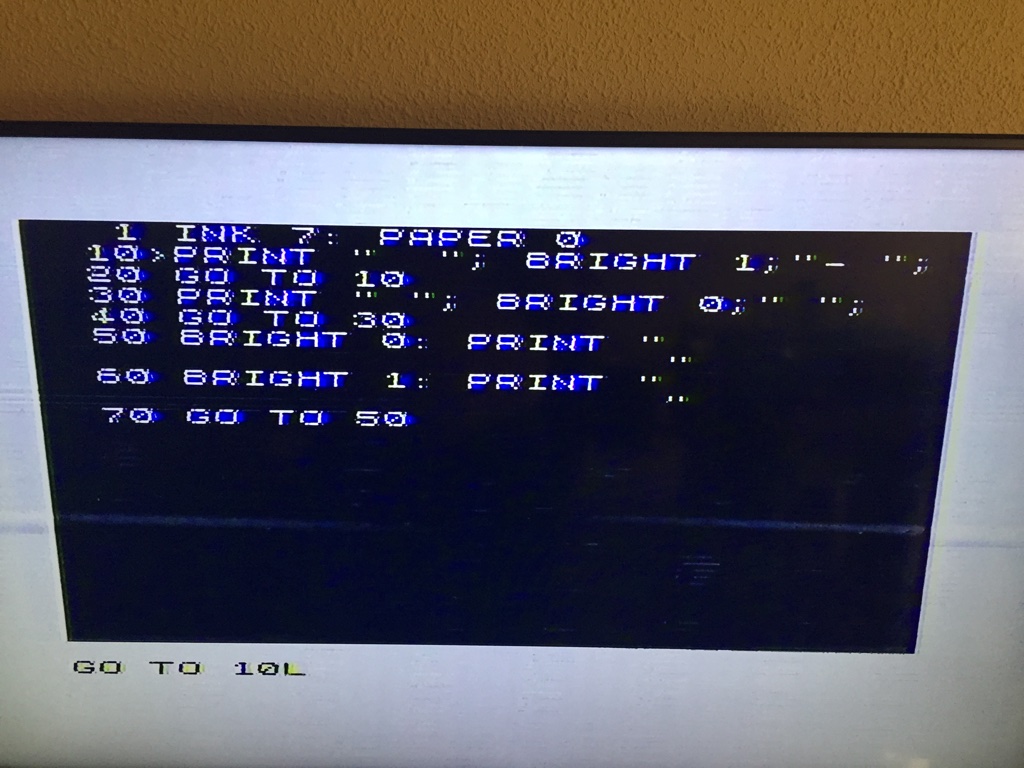 1 INK 7: PAPER 0
10>PRINT "   "; BRIGHT 1;"- ";
20 GO TO 10
30 PRINT " "; BRIGHT 0;" ";
40 GO TO 30
50 BRIGHT 0: PRINT "
";
60 BRIGHT 1: PRINT "
";
70 GO TO 50
GO TO 10L